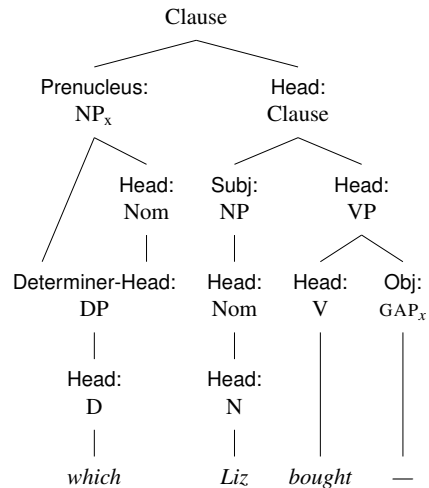 Clause
Prenucleus: Head:
NPx Clause
Head: Subj: Head:
Nom NP VP
Determiner-Head: Head: Head: Obj:
DP Nom V GAPx
Head: Head:
D N
which Liz bought —